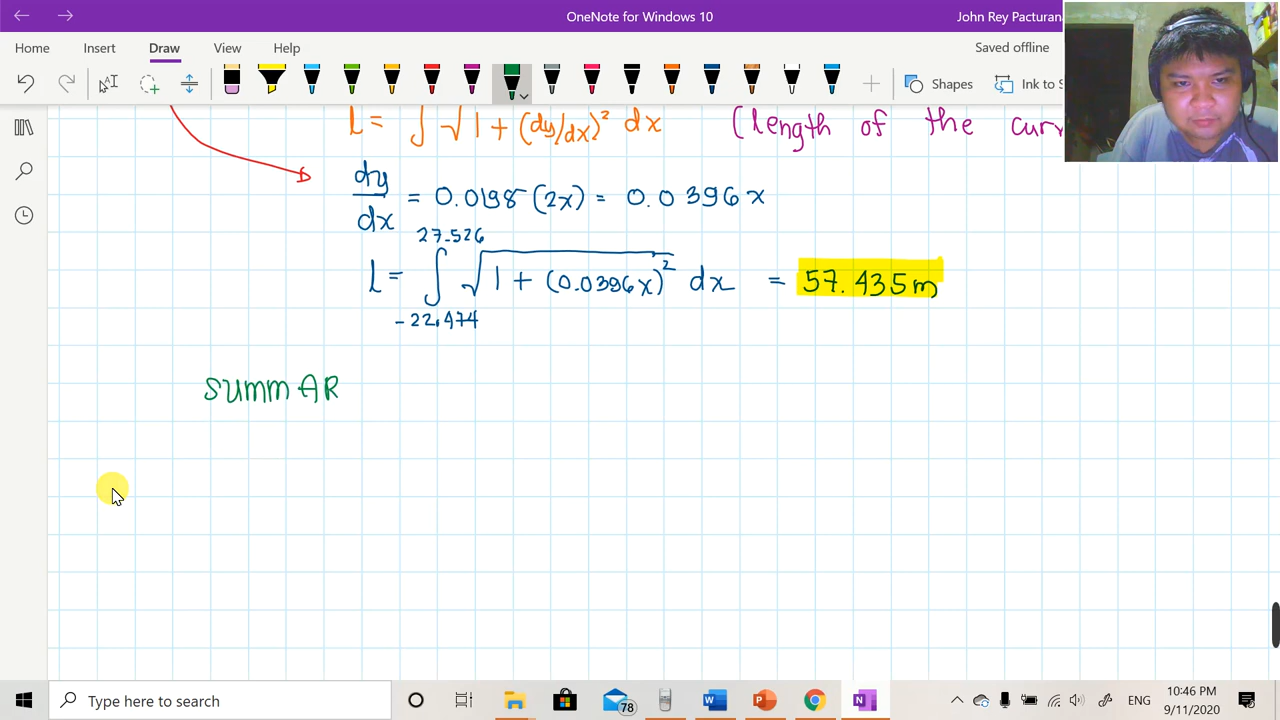 OneNote for Windows 10
John Rey Pacturan
Home Insert Draw View Help
Saved offline
Shapes
Ink to S
L = ∫ √1 + (dy/dx)² dx (length of the curv
dy/dx = 0.0198 (2x) = 0.0396x
27.526
L = ∫ √1 + (0.0396x)² dx = 57.435m
-22.474
summAR
Type here to search
78
ENG
10:46 PM
9/11/2020